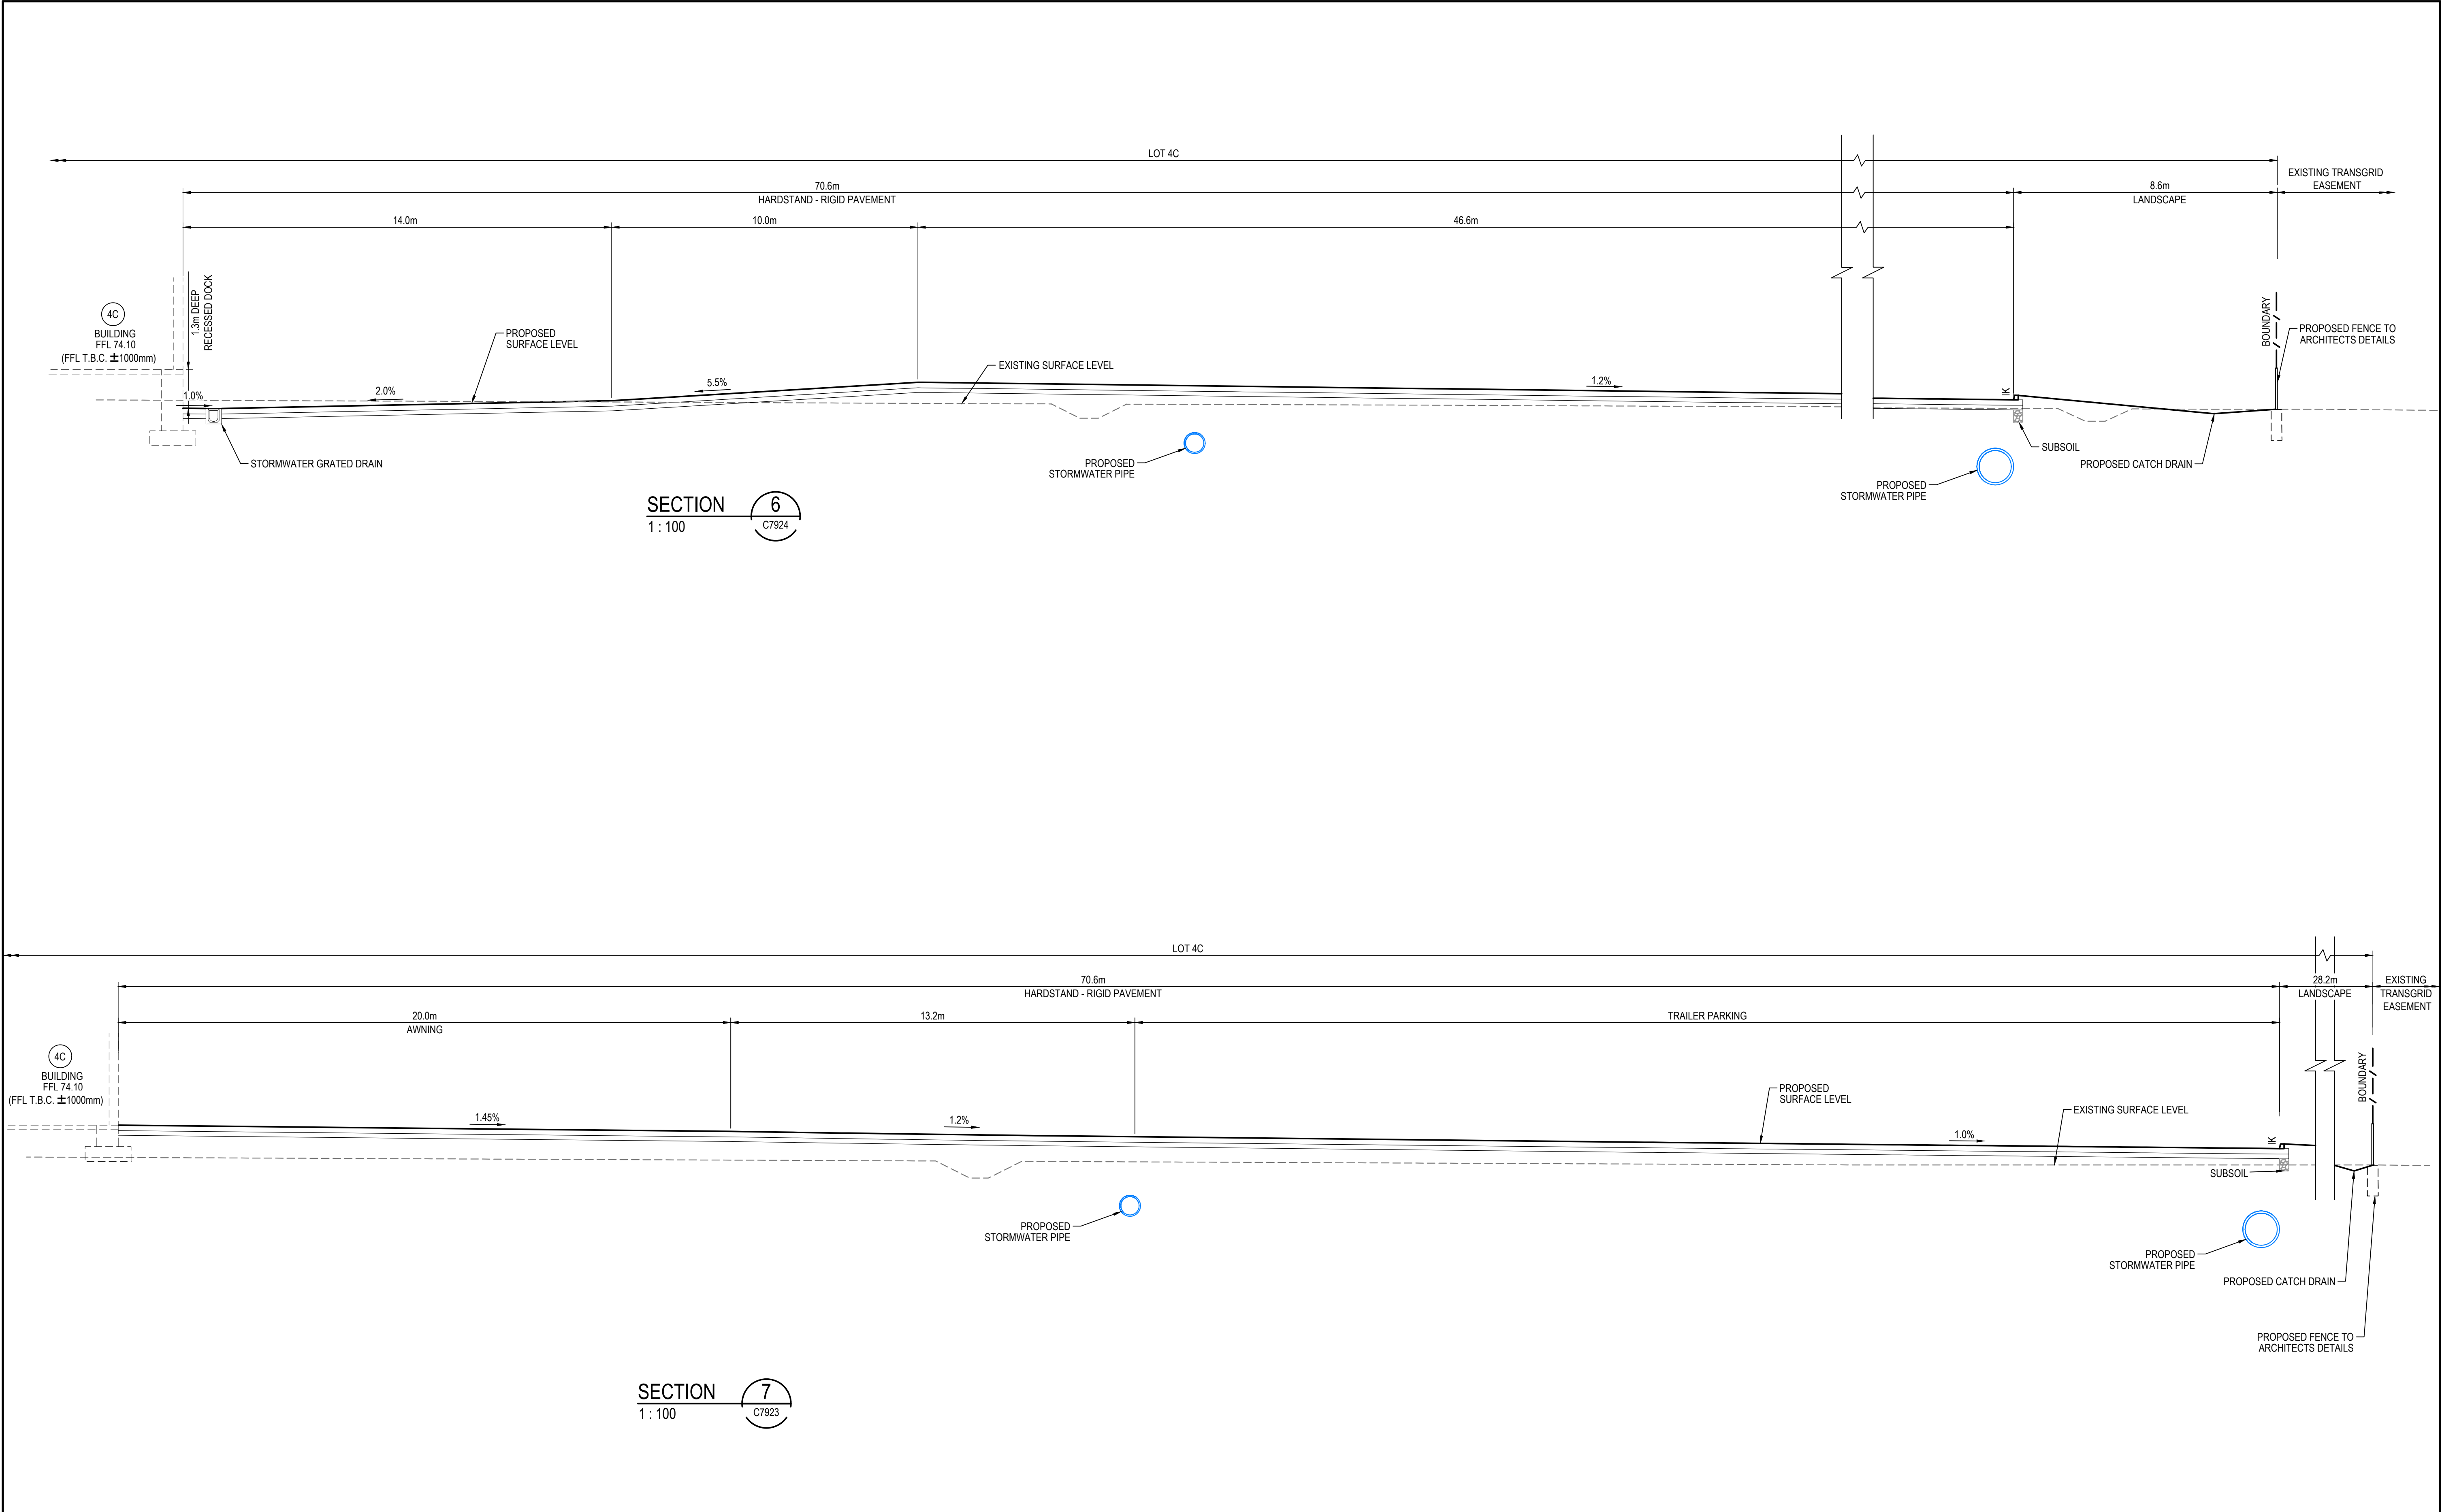 LOT 4C
EXISTING TRANSGRID
EASEMENT
70.6m
HARDSTAND - RIGID PAVEMENT
8.6m
LANDSCAPE
14.0m
10.0m
46.6m
1.3m DEEP
RECESSED DOCK
4C
BUILDING
FFL 74.10
(FFL T.B.C. ±1000mm)
PROPOSED
SURFACE LEVEL
EXISTING SURFACE LEVEL
BOUNDARY
PROPOSED FENCE TO
ARCHITECTS DETAILS
1.0%
2.0%
5.5%
1.2%
IK
STORMWATER GRATED DRAIN
PROPOSED
STORMWATER PIPE
SUBSOIL
PROPOSED CATCH DRAIN
PROPOSED
STORMWATER PIPE
SECTION 6
1 : 100 C7924
LOT 4C
70.6m
HARDSTAND - RIGID PAVEMENT
28.2m
LANDSCAPE
EXISTING
TRANSGRID
EASEMENT
20.0m
AWNING
13.2m
TRAILER PARKING
4C
BUILDING
FFL 74.10
(FFL T.B.C. ±1000mm)
BOUNDARY
PROPOSED
SURFACE LEVEL
EXISTING SURFACE LEVEL
1.45%
1.2%
1.0%
IK
SUBSOIL
PROPOSED
STORMWATER PIPE
PROPOSED
STORMWATER PIPE
PROPOSED CATCH DRAIN
PROPOSED FENCE TO
ARCHITECTS DETAILS
SECTION 7
1 : 100 C7923